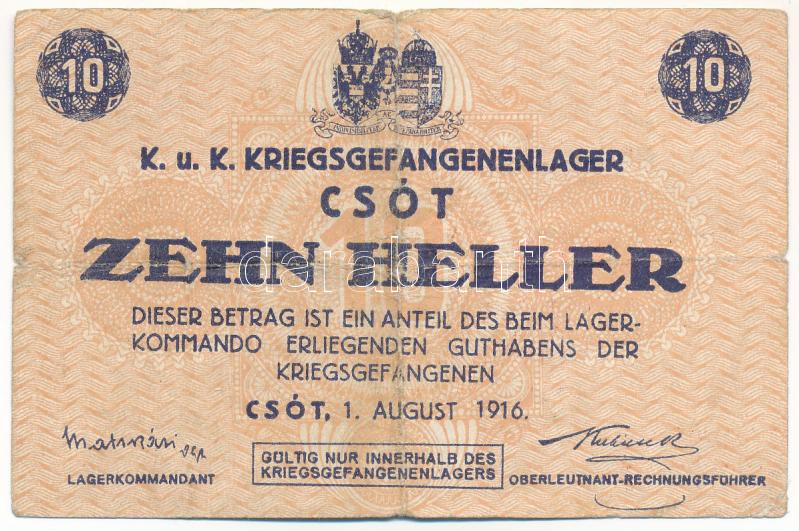 10 10
K. u. K. KRIEGSGEFANGENENLAGER
CSÓT
ZEHN HELLER
darabanth
DIESER BETRAG IST EIN ANTEIL DES BEIM LAGER-
KOMMANDO ERLIEGENDEN GUTHABENS DER
KRIEGSGEFANGENEN
CSÓT, 1. AUGUST 1916.
LAGERKOMMANDANT
GÜLTIG NUR INNERHALB DES
KRIEGSGEFANGENENLAGERS
OBERLEUTNANT-RECHNUNGSFÜHRER